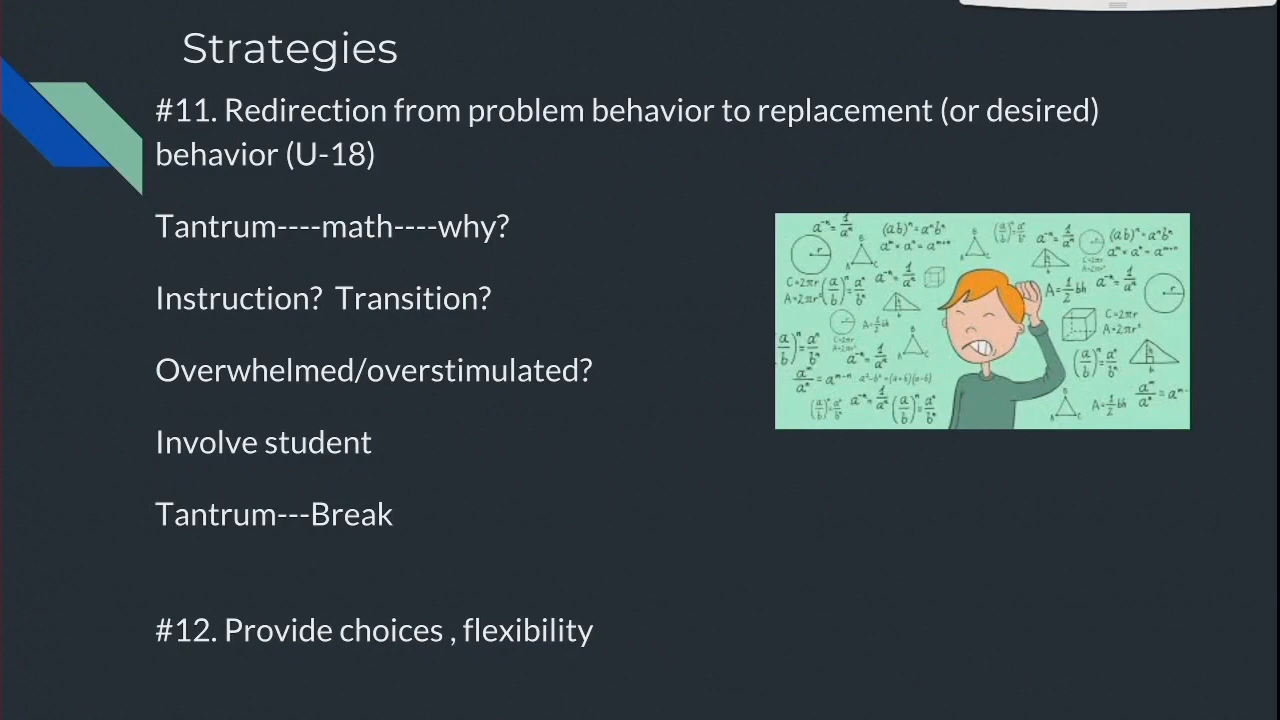 Strategies
#11. Redirection from problem behavior to replacement (or desired)
behavior (U-18)
Tantrum----math----why?
Instruction?  Transition?
Overwhelmed/overstimulated?
Involve student
Tantrum---Break
#12. Provide choices , flexibility